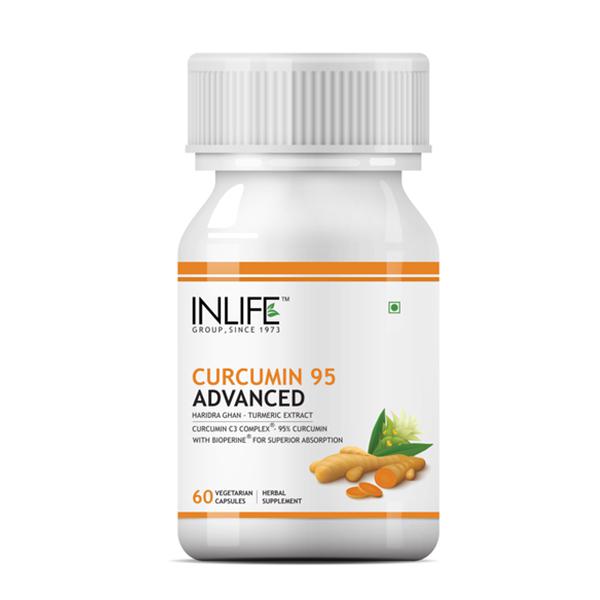 INLIFE™
GROUP, SINCE 1973
CURCUMIN 95
ADVANCED
HARIDRA GHAN - TURMERIC EXTRACT
CURCUMIN C3 COMPLEX®- 95% CURCUMIN
WITH BIOPERINE® FOR SUPERIOR ABSORPTION
60 VEGETARIAN CAPSULES | HERBAL SUPPLEMENT